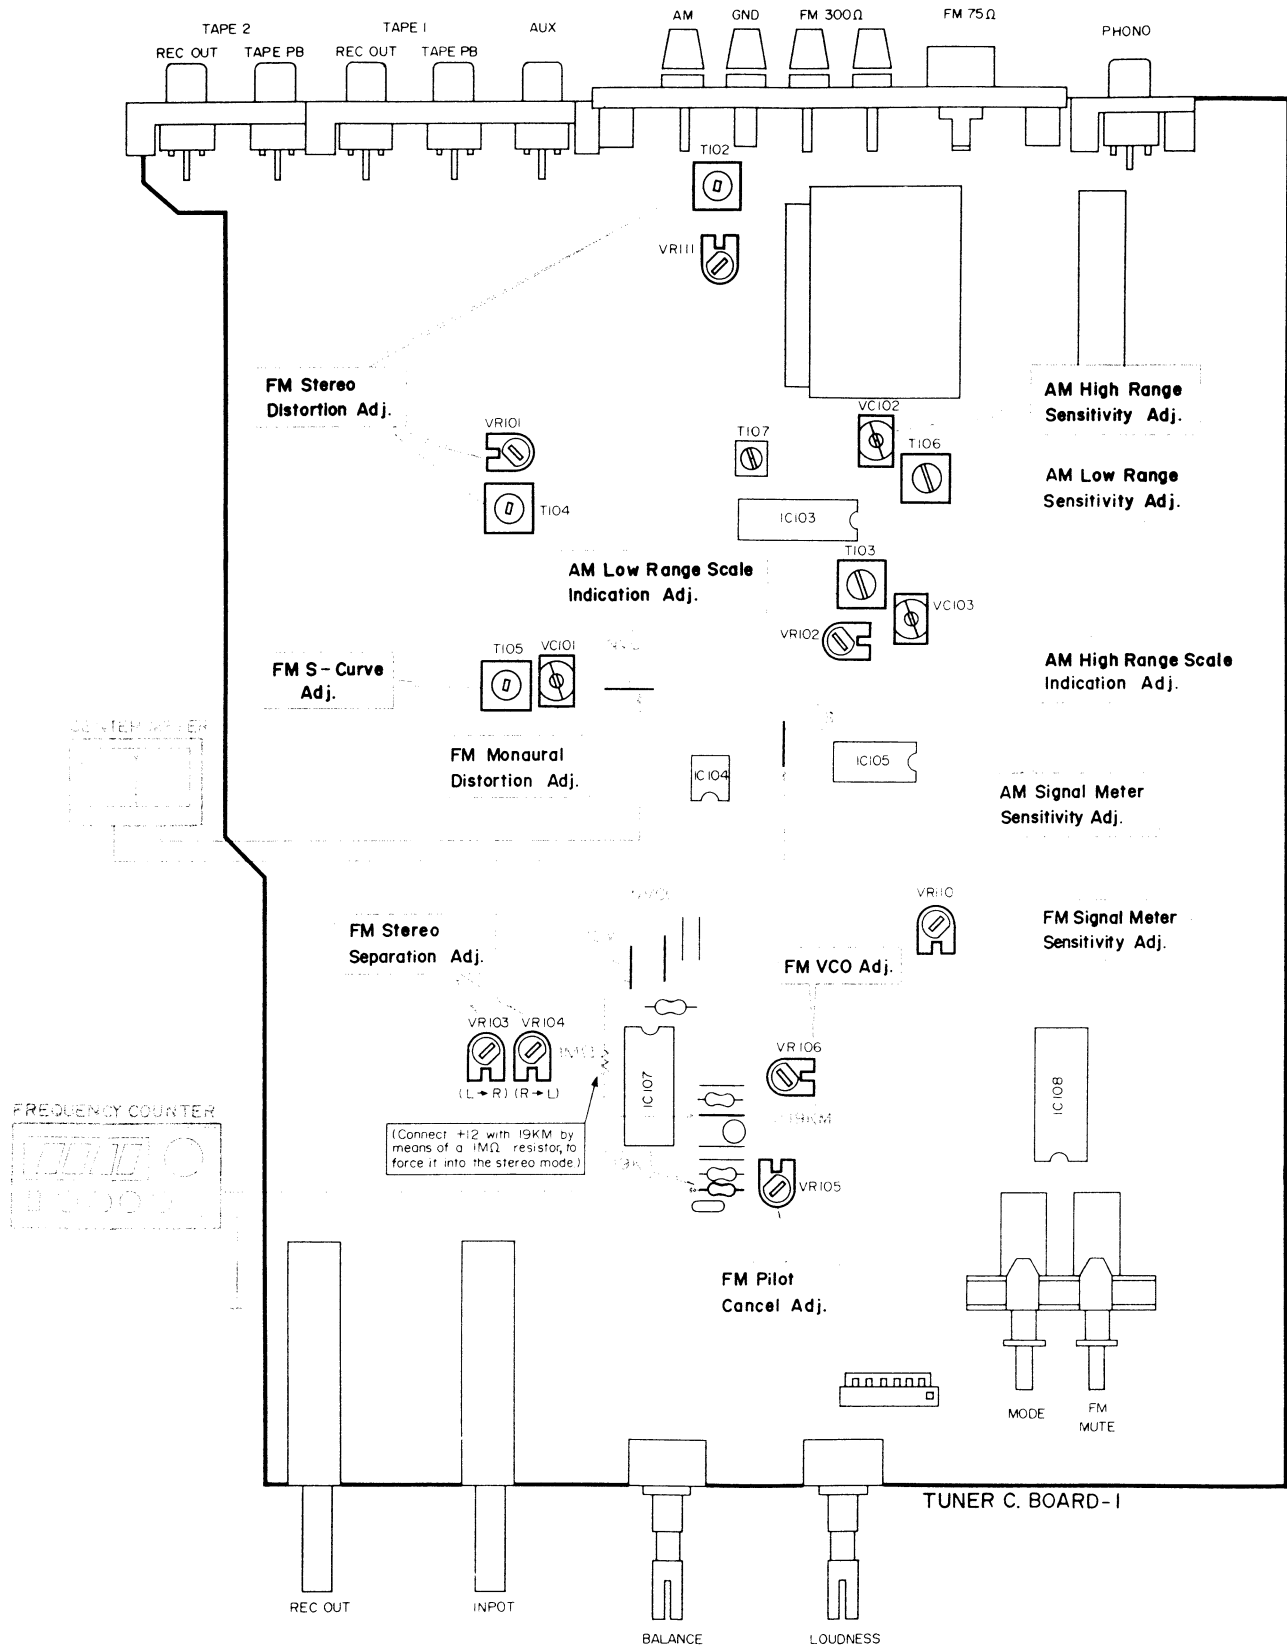 TAPE 2
TAPE 1
AUX
AM
GND
FM 300Ω
FM 75Ω
PHONO
REC OUT
TAPE PB
REC OUT
TAPE PB
T102
VR111
FM Stereo
Distortion Adj.
VR101
T104
T107
VC102
T106
AM High Range
Sensitivity Adj.
AM Low Range
Sensitivity Adj.
IC103
T103
AM Low Range Scale
Indication Adj.
VC103
VR102
FM S-Curve
Adj.
T105
VC101
AM High Range Scale
Indication Adj.
CENTER METER
FM Monaural
Distortion Adj.
IC104
IC105
AM Signal Meter
Sensitivity Adj.
VR110
FM Stereo
Separation Adj.
FM VCO Adj.
FM Signal Meter
Sensitivity Adj.
VR103
VR104
1MΩ
(L→R)
(R→L)
IC107
VR106
IC108
FREQUENCY COUNTER
(Connect +12 with 19KM by
means of a 1MΩ resistor, to
force it into the stereo mode.)
19KM
VR105
FM Pilot
Cancel Adj.
MODE
FM
MUTE
TUNER C. BOARD-1
REC OUT
INPOT
BALANCE
LOUDNESS